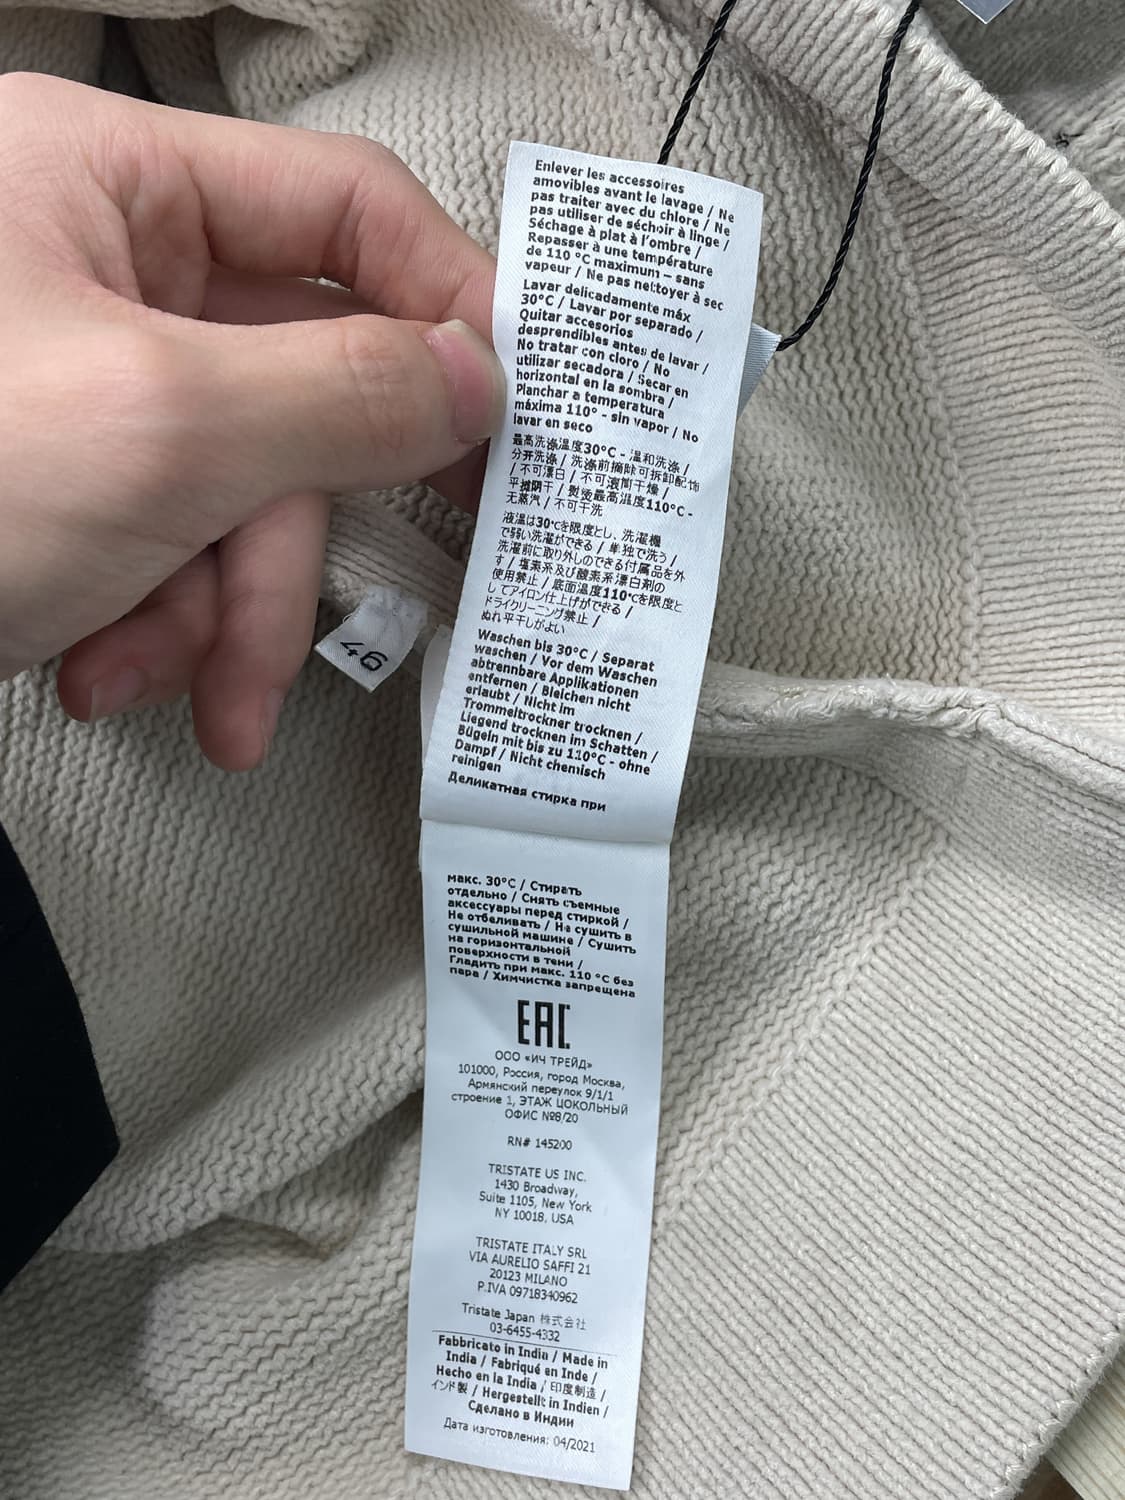 Enlever les accessoires
amovibles avant le lavage / Ne
pas traiter avec du chlore / Ne
pas utiliser de séchoir à linge /
Séchage à plat à l'ombre /
Repasser à une température
de 110 °C maximum – sans
vapeur / Ne pas nettoyer à sec
Lavar delicadamente máx
30°C / Lavar por separado /
Quitar accesorios
desprendibles antes de lavar /
No tratar con cloro / No
utilizar secadora / Secar en
horizontal en la sombra /
Planchar a temperatura
máxima 110° - sin vapor / No
lavar en seco
最高洗涤温度30°C - 温和洗涤 /
分开洗涤 / 洗涤前摘除可拆卸配饰
/ 不可漂白 / 不可滚筒干燥 /
平摊阴干 / 熨烫最高温度110°C -
无蒸汽 / 不可干洗
液温は30℃を限度とし、洗濯機
で弱い洗濯ができる / 単独で洗う /
洗濯前に取り外しのできる付属品を外
す / 塩素系及び酸素系漂白剤の
使用禁止 / 底面温度110℃を限度と
してアイロン仕上げができる /
ドライクリーニング禁止 /
ぬれ平干しがよい
46
Waschen bis 30°C / Separat
waschen / Vor dem Waschen
abtrennbare Applikationen
entfernen / Bleichen nicht
erlaubt / Nicht im
Trommeltrockner trocknen /
Liegend trocknen im Schatten /
Bügeln mit bis zu 110°C - ohne
Dampf / Nicht chemisch
reinigen
Деликатная стирка при
макс. 30°C / Стирать
отдельно / Снять съемные
аксессуары перед стиркой /
Не отбеливать / Не сушить в
сушильной машине / Сушить
на горизонтальной
поверхности в тени /
Гладить при макс. 110 °C без
пара / Химчистка запрещена
EAC
ООО «ИЧ ТРЕЙД»
101000, Россия, город Москва,
Армянский переулок 9/1/1
строение 1, ЭТАЖ ЦОКОЛЬНЫЙ
ОФИС №8/20
RN# 145200
TRISTATE US INC.
1430 Broadway,
Suite 1105, New York
NY 10018, USA
TRISTATE ITALY SRL
VIA AURELIO SAFFI 21
20123 MILANO
P.IVA 09718340962
Tristate Japan 株式会社
03-6455-4332
Fabbricato in India / Made in
India / Fabriqué en Inde /
Hecho en la India / 印度制造 /
インド製 / Hergestellt in Indien /
Сделано в Индии
Дата изготовления: 04/2021